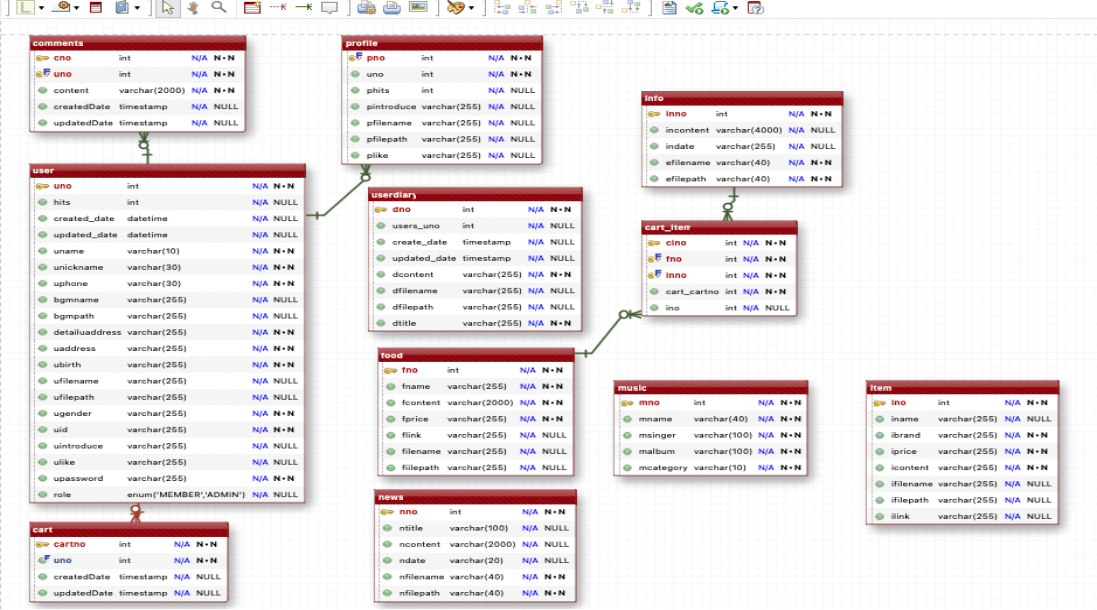 comments
cno int N/A N•N
uno int N/A N•N
content varchar(2000) N/A N•N
createdDate timestamp N/A NULL
updatedDate timestamp N/A NULL
profile
pno int N/A N•N
uno int N/A N•N
phits int N/A NULL
pintroduce varchar(255) N/A NULL
pfilename varchar(255) N/A NULL
pfilepath varchar(255) N/A NULL
plike varchar(255) N/A NULL
info
inno int N/A N•N
incontent varchar(4000) N/A NULL
indate varchar(255) N/A NULL
efilename varchar(40) N/A N•N
efilepath varchar(40) N/A N•N
user
uno int N/A N•N
hits int N/A NULL
created_date datetime N/A NULL
updated_date datetime N/A NULL
uname varchar(10) N/A N•N
unickname varchar(30) N/A N•N
uphone varchar(30) N/A N•N
bgmname varchar(255) N/A NULL
bgmpath varchar(255) N/A NULL
detailuaddress varchar(255) N/A N•N
uaddress varchar(255) N/A N•N
ubirth varchar(255) N/A N•N
ufilename varchar(255) N/A NULL
ufilepath varchar(255) N/A NULL
ugender varchar(255) N/A N•N
uid varchar(255) N/A N•N
uintroduce varchar(255) N/A NULL
ulike varchar(255) N/A NULL
upassword varchar(255) N/A N•N
role enum('MEMBER','ADMIN') N/A NULL
userdiary
dno int N/A N•N
users_uno int N/A NULL
create_date timestamp N/A NULL
updated_date timestamp N/A NULL
dcontent varchar(255) N/A N•N
dfilename varchar(255) N/A NULL
dfilepath varchar(255) N/A NULL
dtitle varchar(255) N/A N•N
cart_item
cino int N/A N•N
fno int N/A N•N
inno int N/A N•N
cart_cartno int N/A N•N
ino int N/A NULL
food
fno int N/A N•N
fname varchar(255) N/A N•N
fcontent varchar(2000) N/A N•N
fprice varchar(255) N/A N•N
flink varchar(255) N/A NULL
filename varchar(255) N/A NULL
fiilepath varchar(255) N/A NULL
music
mno int N/A N•N
mname varchar(40) N/A N•N
msinger varchar(100) N/A N•N
malbum varchar(100) N/A N•N
mcategory varchar(10) N/A N•N
item
ino int N/A N•N
iname varchar(255) N/A NULL
ibrand varchar(255) N/A N•N
iprice varchar(255) N/A N•N
icontent varchar(255) N/A N•N
ifilename varchar(255) N/A NULL
ifilepath varchar(255) N/A NULL
ilink varchar(255) N/A NULL
cart
cartno int N/A N•N
uno int N/A N•N
createdDate timestamp N/A NULL
updatedDate timestamp N/A NULL
news
nno int N/A N•N
ntitle varchar(100) N/A NULL
ncontent varchar(2000) N/A NULL
ndate varchar(20) N/A NULL
nfilename varchar(40) N/A N•N
nfilepath varchar(40) N/A N•N